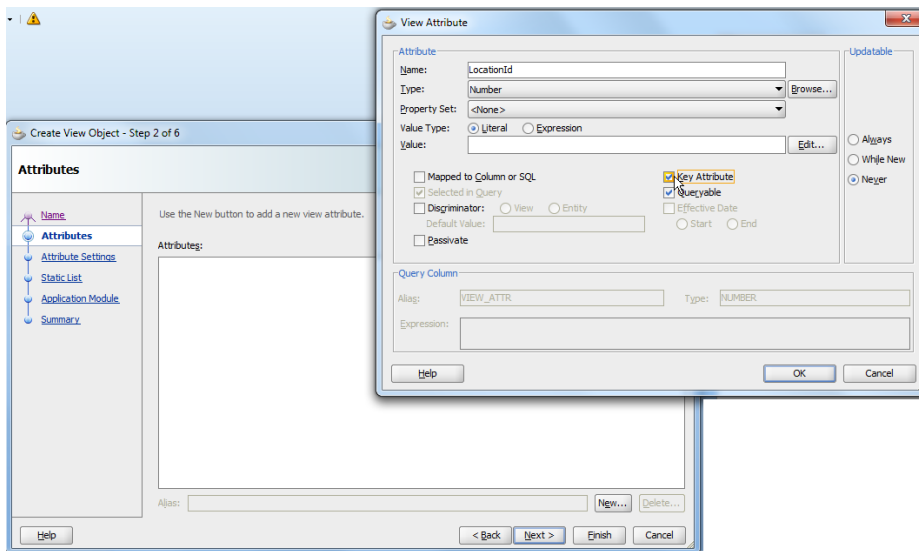 View Attribute
Attribute
Updatable
Name: LocationId
Type: Number Browse...
Property Set: <None>
Value Type: Literal Expression
Value: Edit...
Always
While New
Never
Mapped to Column or SQL Key Attribute
Selected in Query Queryable
Discriminator: View Entity Effective Date
Default Value: Start End
Passivate
Query Column
Alias: VIEW_ATTR Type: NUMBER
Expression:
Help OK Cancel
Create View Object - Step 2 of 6
Attributes
Name
Attributes
Attribute Settings
Static List
Application Module
Summary
Use the New button to add a new view attribute.
Attributes:
Alias: New... Delete...
Help < Back Next > Finish Cancel